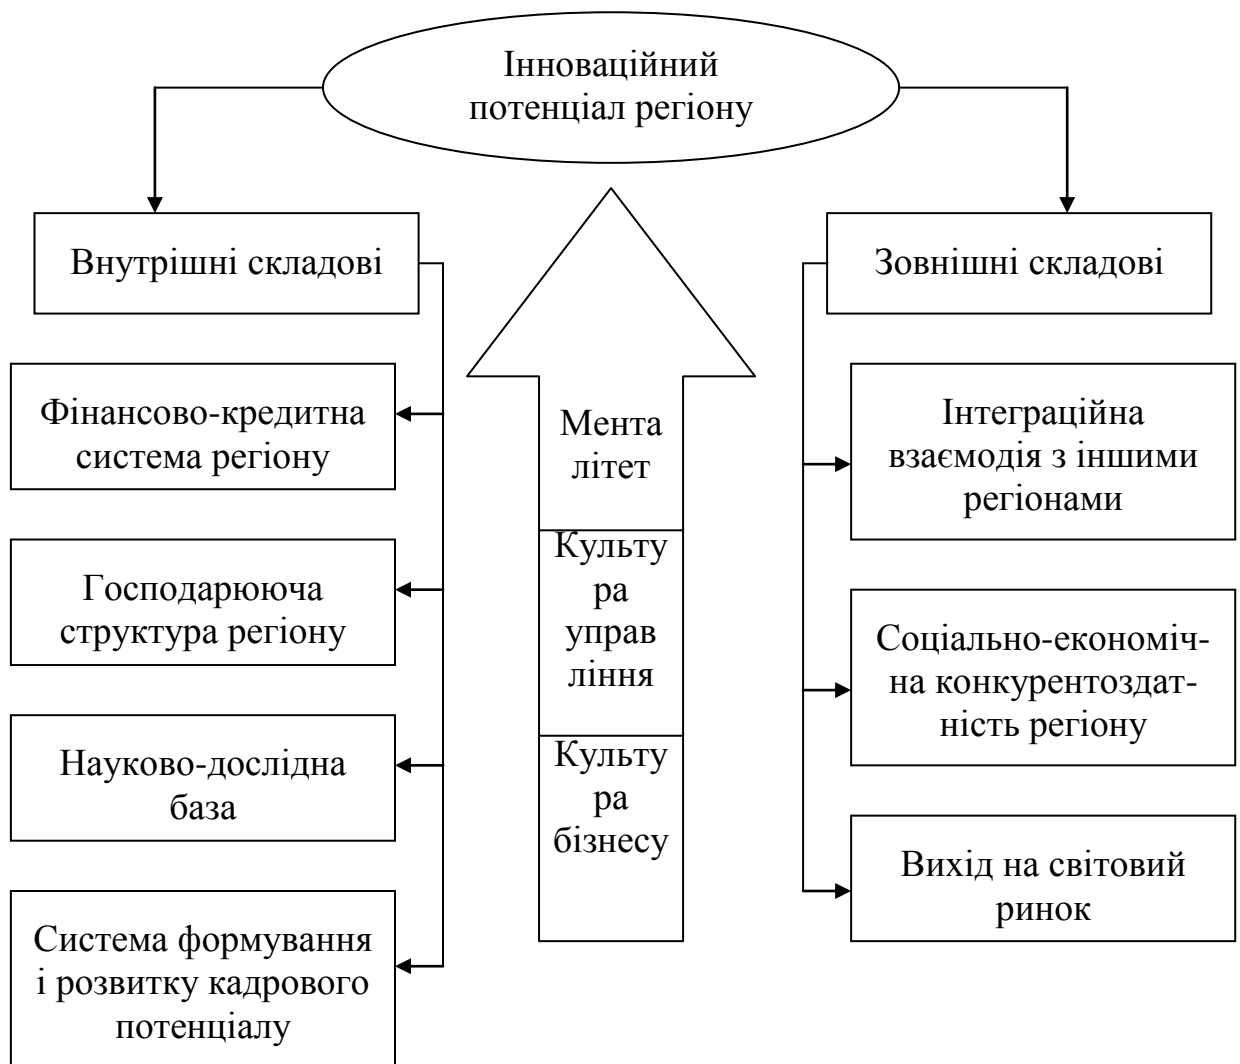 Інноваційний
потенціал регіону
Внутрішні складові
Зовнішні складові
Фінансово-кредитна
система регіону
Господарююча
структура регіону
Науково-дослідна
база
Система формування
і розвитку кадрового
потенціалу
Мента
літет
Культу
ра
управ
ління
Культу
ра
бізнесу
Інтеграційна
взаємодія з іншими
регіонами
Соціально-економіч-
на конкурентоздат-
ність регіону
Вихід на світовий
ринок